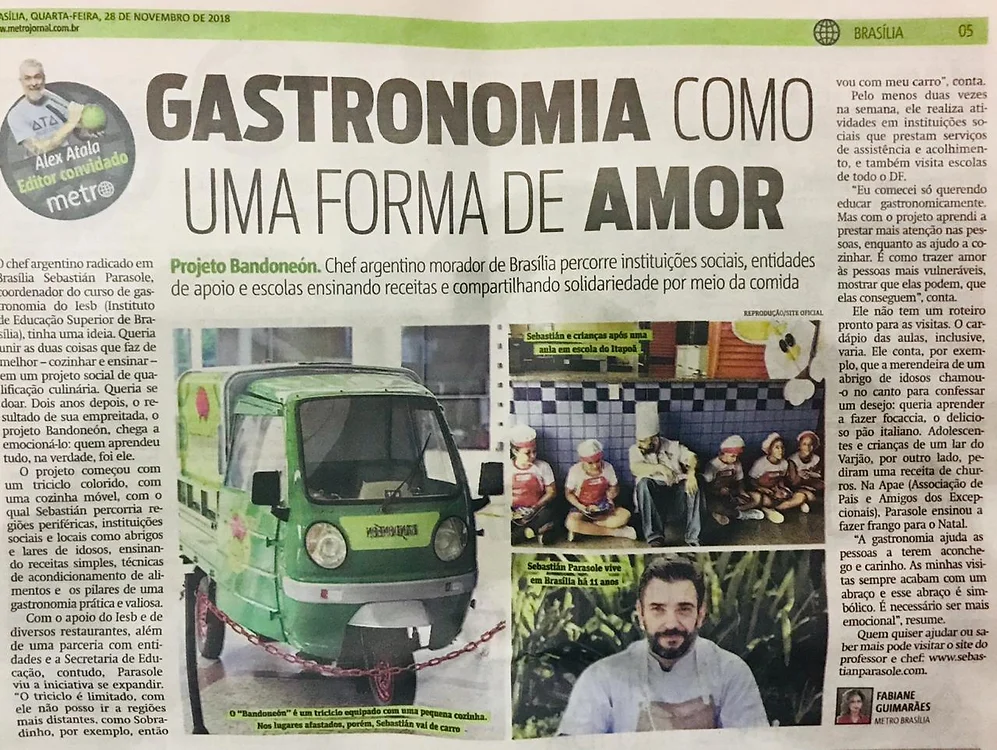 ASÍLIA, QUARTA-FEIRA, 28 DE NOVEMBRO DE 2018
w.metrojornal.com.br
BRASÍLIA 05
Alex Atala
Editor convidado
metro
GASTRONOMIA COMO
UMA FORMA DE AMOR
Projeto Bandoneón. Chef argentino morador de Brasília percorre instituições sociais, entidades
de apoio e escolas ensinando receitas e compartilhando solidariedade por meio da comida
O chef argentino radicado em
Brasília Sebastián Parasole,
coordenador do curso de gas-
tronomia do Iesb (Instituto
de Educação Superior de Bra-
sília), tinha uma ideia. Queria
unir as duas coisas que faz de
melhor – cozinhar e ensinar –
em um projeto social de qua-
lificação culinária. Queria se
doar. Dois anos depois, o re-
sultado de sua empreitada, o
projeto Bandoneón, chega a
emocioná-lo: quem aprendeu
tudo, na verdade, foi ele.
O projeto começou com
um triciclo colorido, com
uma cozinha móvel, com o
qual Sebastián percorria re-
giões periféricas, instituições
sociais e locais como abrigos
e lares de idosos, ensinan-
do receitas simples, técnicas
de acondicionamento de ali-
mentos e os pilares de uma
gastronomia prática e valiosa.
Com o apoio do Iesb e de
diversos restaurantes, além
de uma parceria com enti-
dades e a Secretaria de Edu-
cação, contudo, Parasole
viu a iniciativa se expandir.
"O triciclo é limitado, com
ele não posso ir a regiões
mais distantes, como Sobra-
dinho, por exemplo, então
REPRODUÇÃO/SITE OFICIAL
O "Bandoneón" é um triciclo equipado com uma pequena cozinha.
Nos lugares afastados, porém, Sebastián vai de carro
Sebastián e crianças após uma
aula em escola do Itapoã
Sebastián Parasole vive
em Brasília há 11 anos
vou com meu carro", conta.
Pelo menos duas vezes
na semana, ele realiza ati-
vidades em instituições so-
ciais que prestam serviços
de assistência e acolhimen-
to, e também visita escolas
de todo o DF.
"Eu comecei só querendo
educar gastronomicamente.
Mas com o projeto aprendi a
prestar mais atenção nas pes-
soas, enquanto as ajudo a co-
zinhar. É como trazer amor
às pessoas mais vulneráveis,
mostrar que elas podem, que
elas conseguem", conta.
Ele não tem um roteiro
pronto para as visitas. O car-
dápio das aulas, inclusive,
varia. Ele conta, por exem-
plo, que a merendeira de um
abrigo de idosos chamou-
-o no canto para confessar
um desejo: queria aprender
a fazer focaccia, o delicio-
so pão italiano. Adolescen-
tes e crianças de um lar do
Varjão, por outro lado, pe-
diram uma receita de chur-
ros. Na Apae (Associação de
Pais e Amigos dos Excep-
cionais), Parasole ensinou a
fazer frango para o Natal.
"A gastronomia ajuda as
pessoas a terem aconche-
go e carinho. As minhas visi-
tas sempre acabam com um
abraço e esse abraço é sim-
bólico. É necessário ser mais
emocional", resume.
Quem quiser ajudar ou sa-
ber mais pode visitar o site do
professor e chef: www.sebas-
tianparasole.com.
FABIANE
GUIMARÃES
METRO BRASÍLIA